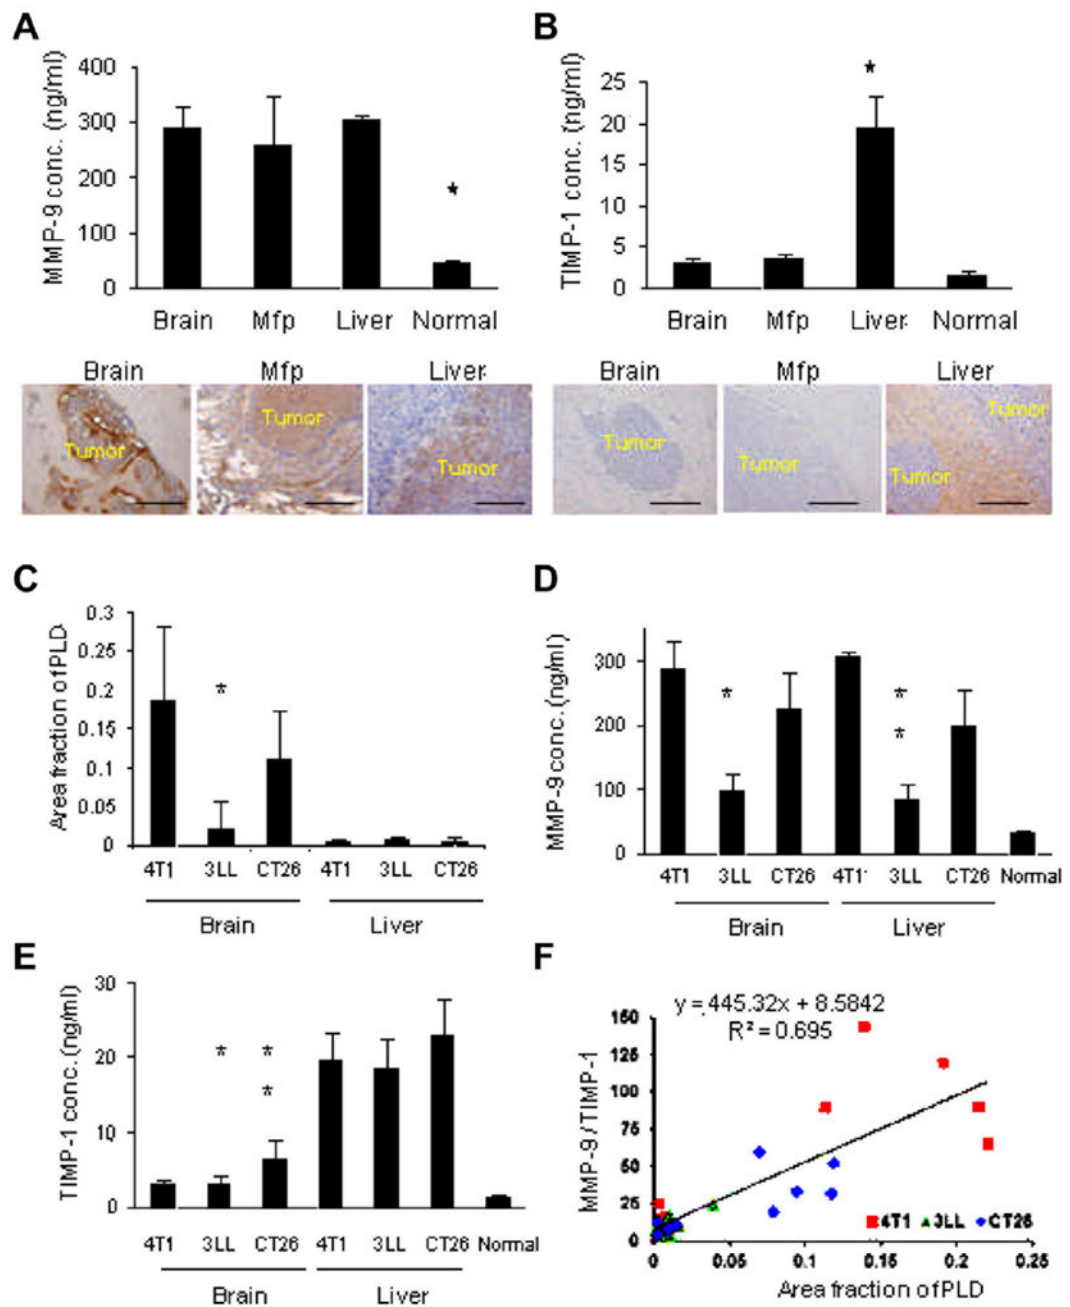 A
MMP-9 conc. (ng/ml)
400
300
200
100
0
*
Brain Mfp Liver Normal
Brain Mfp Liver
Tumor Tumor Tumor
B
TIMP-1 conc. (ng/ml)
25
20
15
10
5
0
*
Brain Mfp Liver Normal
Brain Mfp Liver
Tumor Tumor Tumor Tumor
C
Area fraction of PLD
0.3
0.25
0.2
0.15
0.1
0.05
0
*
4T1 3LL CT26 4T1 3LL CT26
Brain Liver
D
MMP-9 conc. (ng/ml)
300
200
100
0
* *
*
4T1 3LL CT26 4T1 3LL CT26 Normal
Brain Liver
E
TIMP-1 conc. (ng/ml)
30
20
10
0
* *
*
4T1 3LL CT26 4T1 3LL CT26 Normal
Brain Liver
F
y = 445.32x + 8.5842
R² = 0.695
MMP-9 / TIMP-1
150
125
100
75
50
25
0
4T1 3LL CT26
0 0.05 0.1 0.15 0.2 0.25
Area fraction of PLD